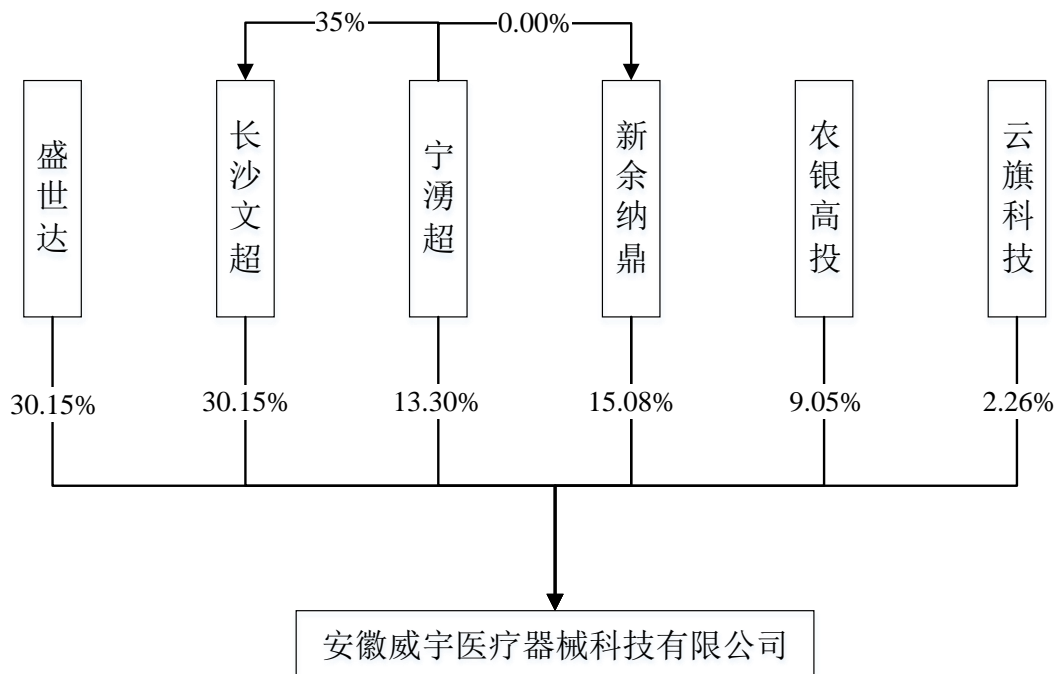 35%
0.00%
盛世达
长沙文超
宁湧超
新余纳鼎
农银高投
云旗科技
30.15%
30.15%
13.30%
15.08%
9.05%
2.26%
安徽威宇医疗器械科技有限公司